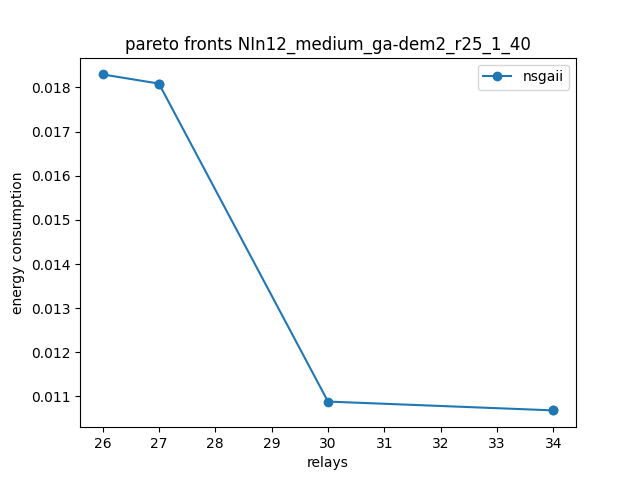 pareto fronts NIn12_medium_ga-dem2_r25_1_40
nsgaii
energy consumption
0.018
0.017
0.016
0.015
0.014
0.013
0.012
0.011
26 27 28 29 30 31 32 33 34
relays